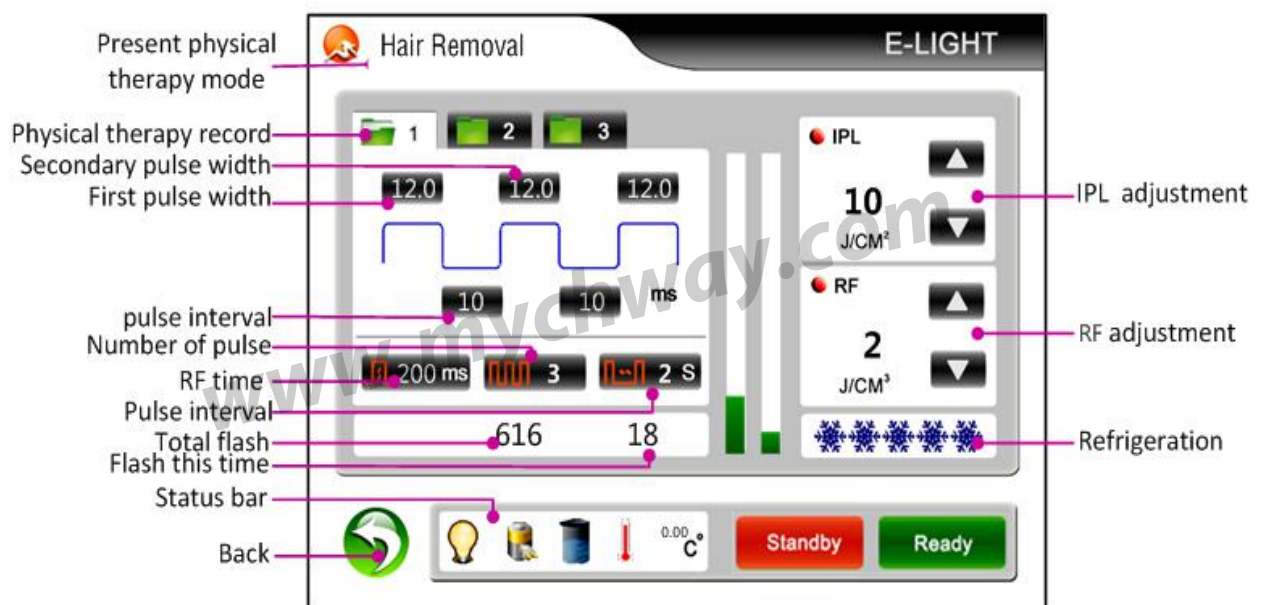 Present physical
therapy mode
Hair Removal
E-LIGHT
Physical therapy record
1
2
3
IPL
Secondary pulse width
First pulse width
12.0
12.0
12.0
10
J/CM²
IPL adjustment
www.mychway.com
10
10
ms
RF
pulse interval
Number of pulse
2
J/CM³
RF adjustment
RF time
200 ms
3
2 S
Pulse interval
Total flash
616
18
Flash this time
Refrigeration
Status bar
0.00
C°
Standby
Ready
Back